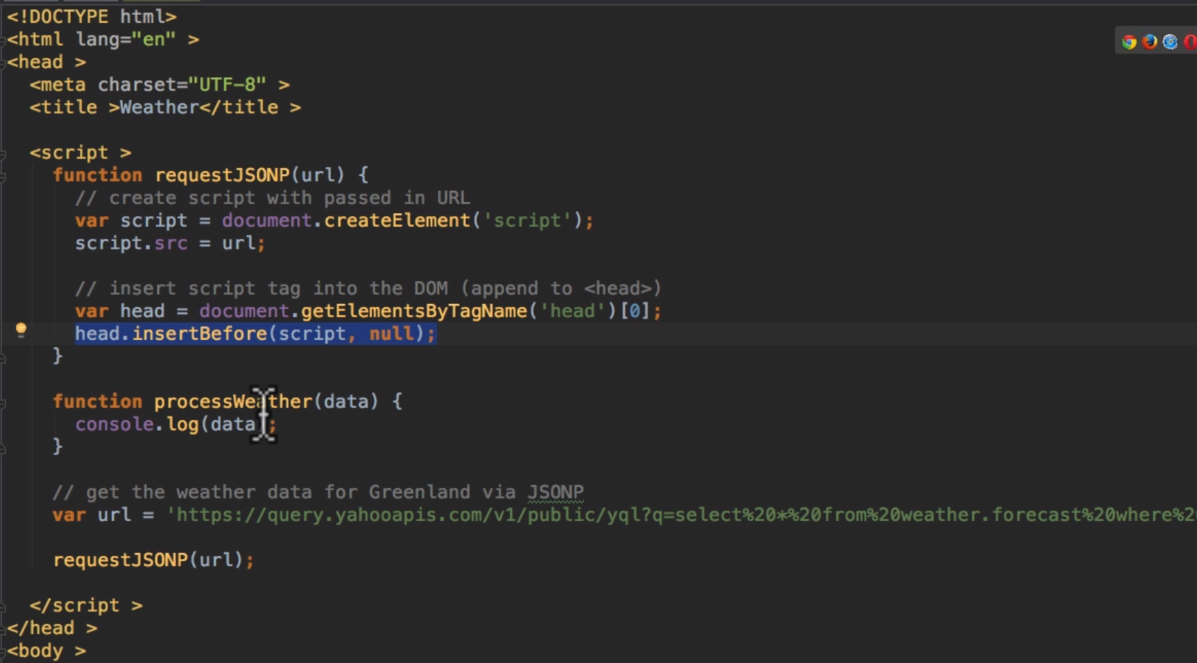 <!DOCTYPE html>
<html lang="en" >
<head >
  <meta charset="UTF-8" >
  <title >Weather</title >

  <script >
    function requestJSONP(url) {
      // create script with passed in URL
      var script = document.createElement('script');
      script.src = url;

      // insert script tag into the DOM (append to <head>)
      var head = document.getElementsByTagName('head')[0];
      head.insertBefore(script, null);
    }

    function processWeather(data) {
      console.log(data);
    }

    // get the weather data for Greenland via JSONP
    var url = 'https://query.yahooapis.com/v1/public/yql?q=select%20*%20from%20weather.forecast%20where%2

    requestJSONP(url);

  </script >
</head >
<body >